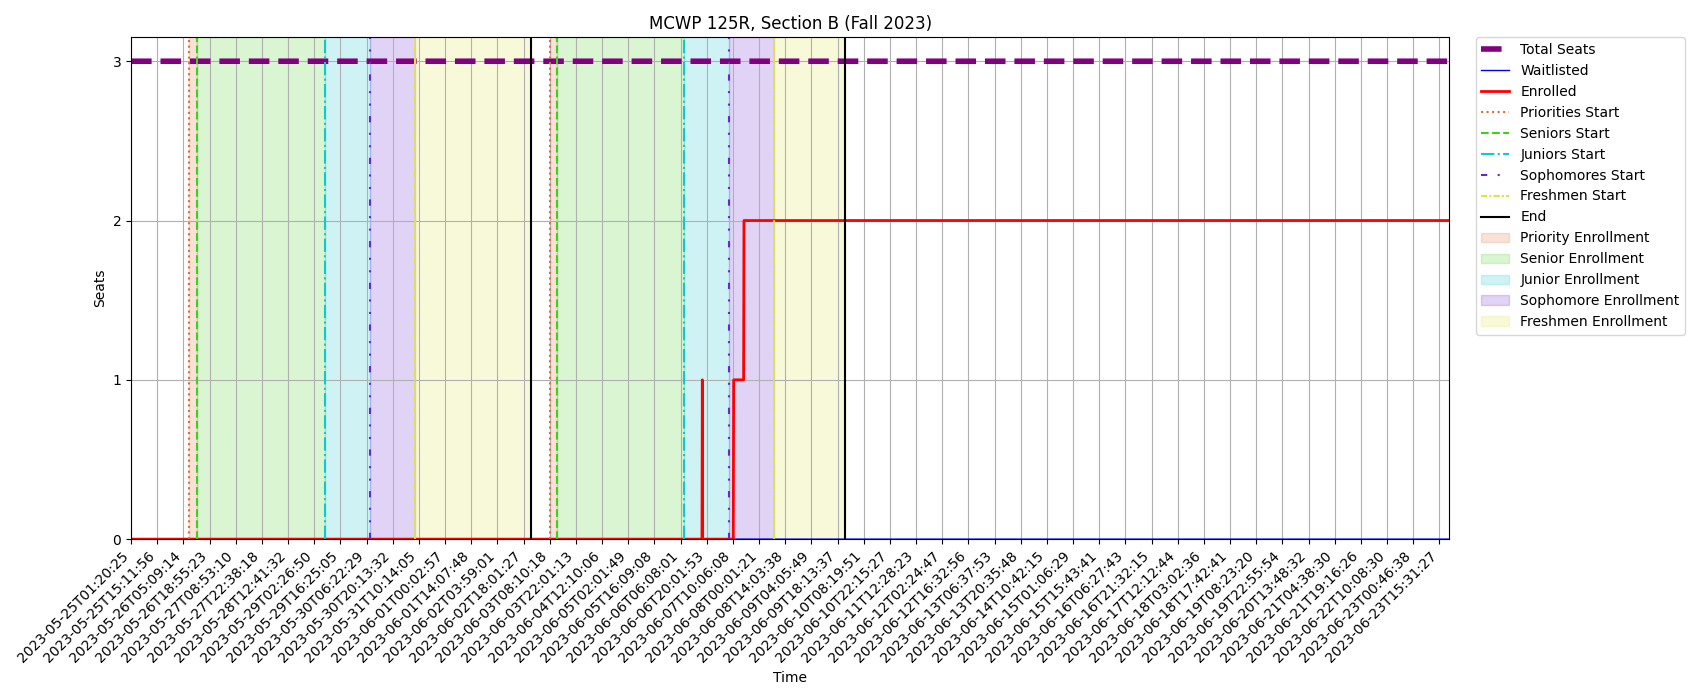 MCWP 125R, Section B (Fall 2023)
Seats
3
2
1
0
2023-05-25T01:20:25
2023-05-25T15:11:56
2023-05-26T05:09:14
2023-05-26T18:55:23
2023-05-27T08:53:10
2023-05-27T22:38:18
2023-05-28T12:41:32
2023-05-29T02:26:50
2023-05-29T16:25:05
2023-05-30T06:22:29
2023-05-30T20:13:32
2023-05-31T10:14:05
2023-06-01T00:02:57
2023-06-01T14:07:48
2023-06-02T03:59:01
2023-06-02T18:01:27
2023-06-03T08:10:18
2023-06-03T22:01:13
2023-06-04T12:10:06
2023-06-05T02:01:49
2023-06-05T16:09:08
2023-06-06T06:08:01
2023-06-06T20:01:53
2023-06-07T10:06:08
2023-06-08T00:01:21
2023-06-08T14:03:38
2023-06-09T04:05:49
2023-06-09T18:13:37
2023-06-10T08:19:51
2023-06-10T22:15:27
2023-06-11T12:28:23
2023-06-12T02:24:47
2023-06-12T16:32:56
2023-06-13T06:37:53
2023-06-13T20:35:48
2023-06-14T10:42:15
2023-06-15T01:06:29
2023-06-15T15:43:41
2023-06-16T06:27:43
2023-06-16T21:32:15
2023-06-17T12:12:44
2023-06-18T03:02:36
2023-06-18T17:42:41
2023-06-19T08:23:20
2023-06-19T22:55:54
2023-06-20T13:48:32
2023-06-21T04:38:30
2023-06-21T19:16:26
2023-06-22T10:08:30
2023-06-23T00:46:38
2023-06-23T15:31:27
Time
Total Seats
Waitlisted
Enrolled
Priorities Start
Seniors Start
Juniors Start
Sophomores Start
Freshmen Start
End
Priority Enrollment
Senior Enrollment
Junior Enrollment
Sophomore Enrollment
Freshmen Enrollment